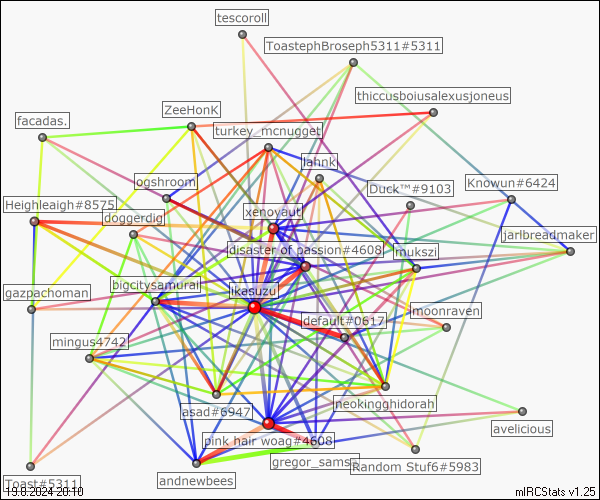 tescoroll
ToastephBroseph5311#5311
thiccusboiusalexusjoneus
ZeeHonK
facadas.
turkey_mcnugget
lahnk
ogshroom
Duck™#9103
Knowun#6424
Heighleaigh#8575
xenoyaut
doggerdig
jarlbreadmaker
disaster of passion#4608
mukszi
bigcitysamurai
ikasuzu
gazpachoman
default#0617
moonraven
mingus4742
neokingghidorah
asad#6947
avelicious
pink hair woag#4608
gregor_samsa
Random Stuf6#5983
andnewbees
Toast#5311
19.8.2024 20:10
mIRCStats v1.25